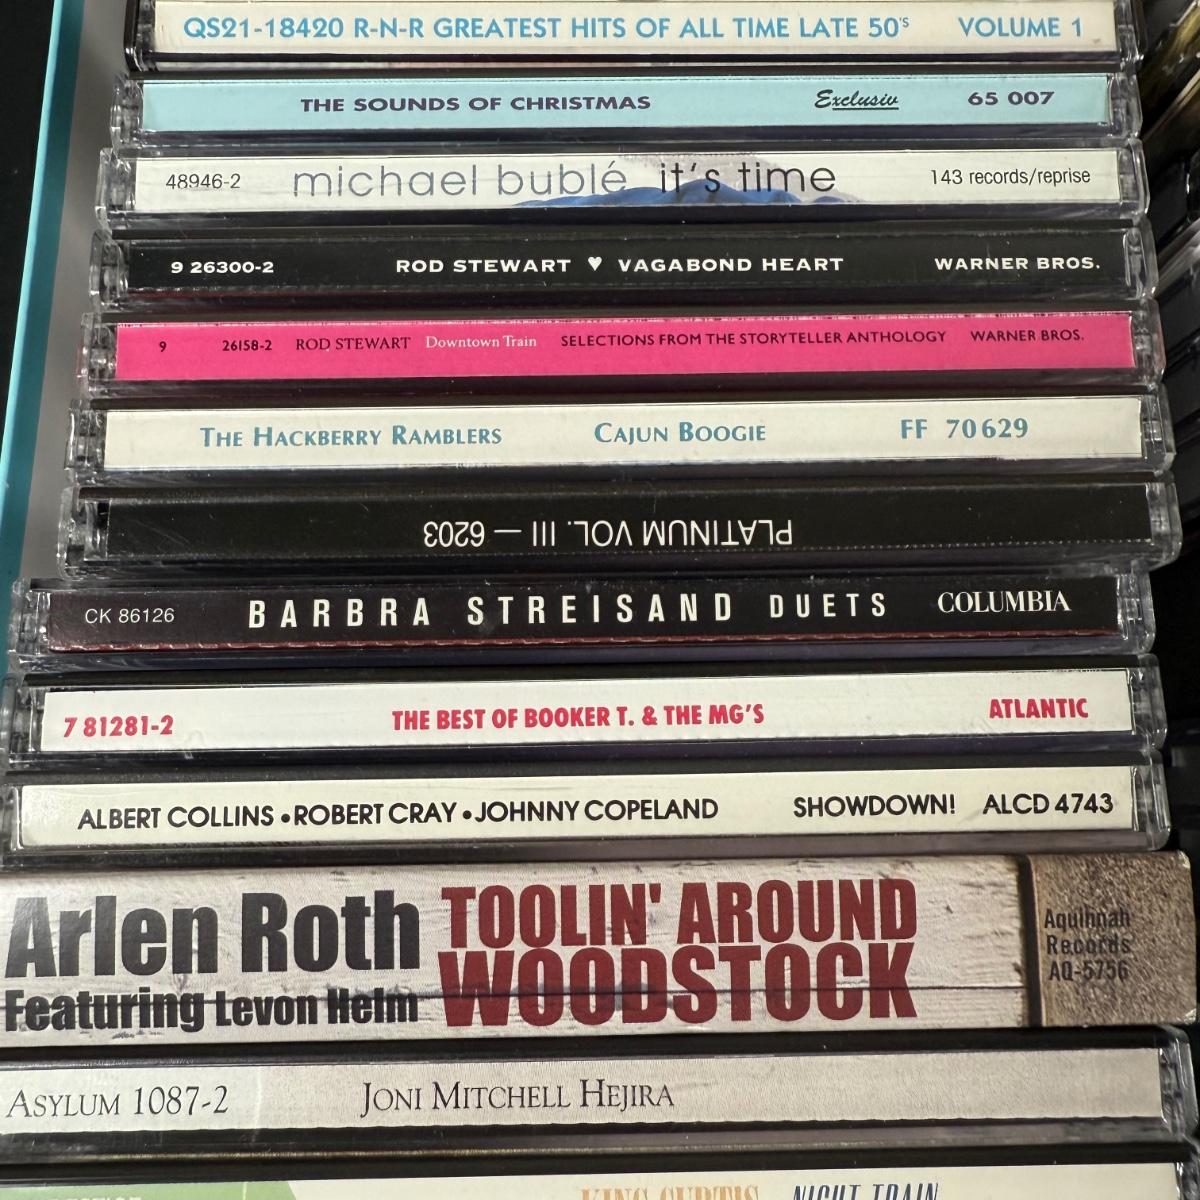 QS21-18420 R-N-R GREATEST HITS OF ALL TIME LATE 50'S VOLUME 1
THE SOUNDS OF CHRISTMAS Exclusiv 65 007
48946-2 michael bublé it's time 143 records/reprise
9 26300-2 ROD STEWART ♥ VAGABOND HEART WARNER BROS.
9 26158-2 ROD STEWART Downtown Train SELECTIONS FROM THE STORYTELLER ANTHOLOGY WARNER BROS.
THE HACKBERRY RAMBLERS CAJUN BOOGIE FF 70629
PLATINUM VOL. III — 6203
CK 86126 BARBRA STREISAND DUETS COLUMBIA
7 81281-2 THE BEST OF BOOKER T. & THE MG'S ATLANTIC
ALBERT COLLINS • ROBERT CRAY • JOHNNY COPELAND SHOWDOWN! ALCD 4743
Arlen Roth
Featuring Levon Helm
TOOLIN' AROUND
WOODSTOCK
Aquinnah
Records
AQ-5756
ASYLUM 1087-2 JONI MITCHELL HEJIRA
KING CURTIS NIGHT TRAIN